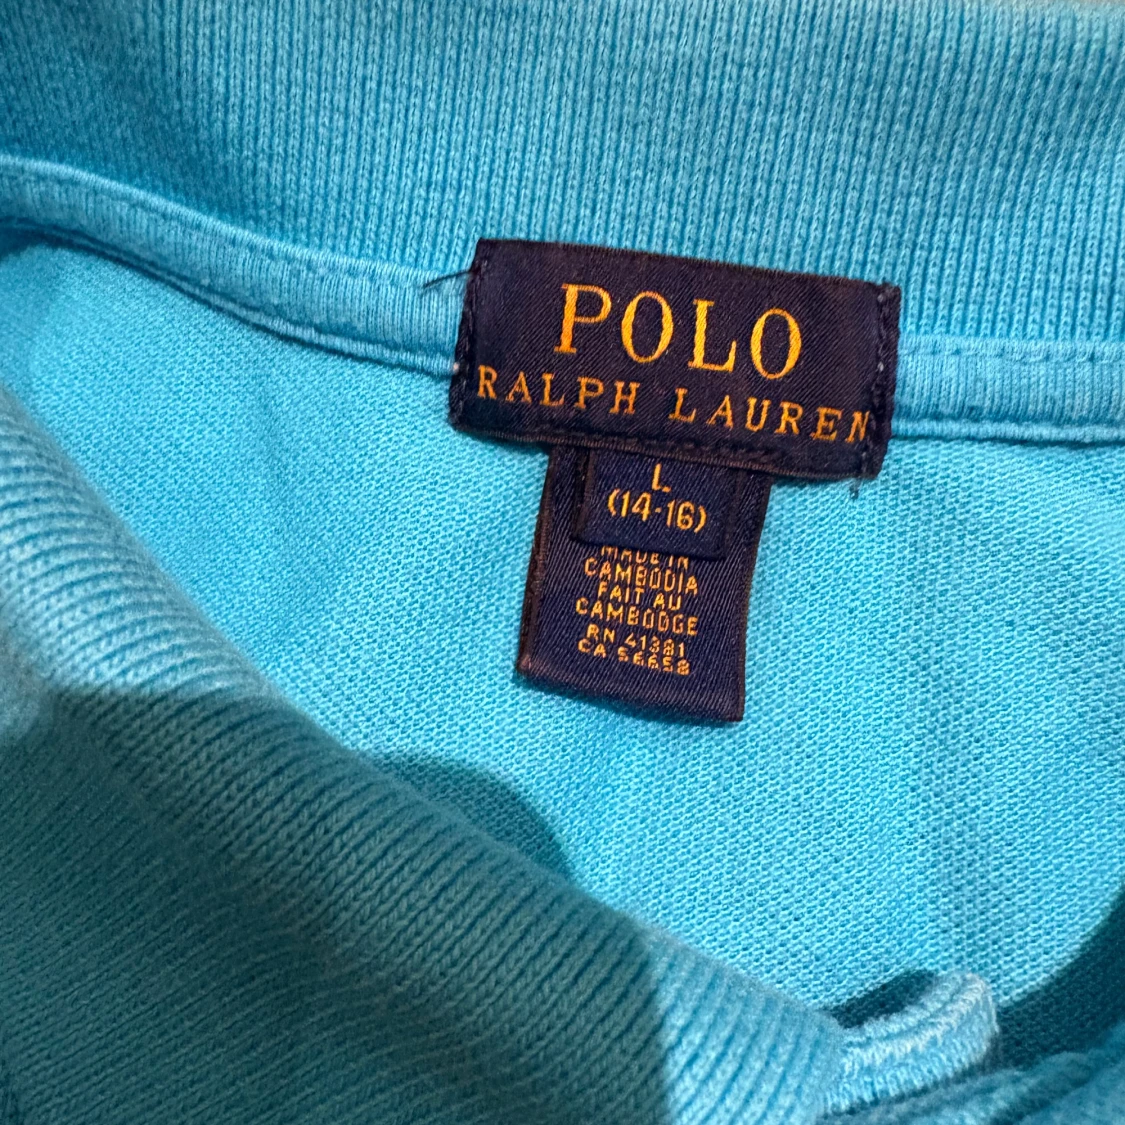 POLO
RALPH LAUREN
L
(14-16)
MADE IN
CAMBODIA
FAIT AU
CAMBODGE
RN 41381
CA 56658